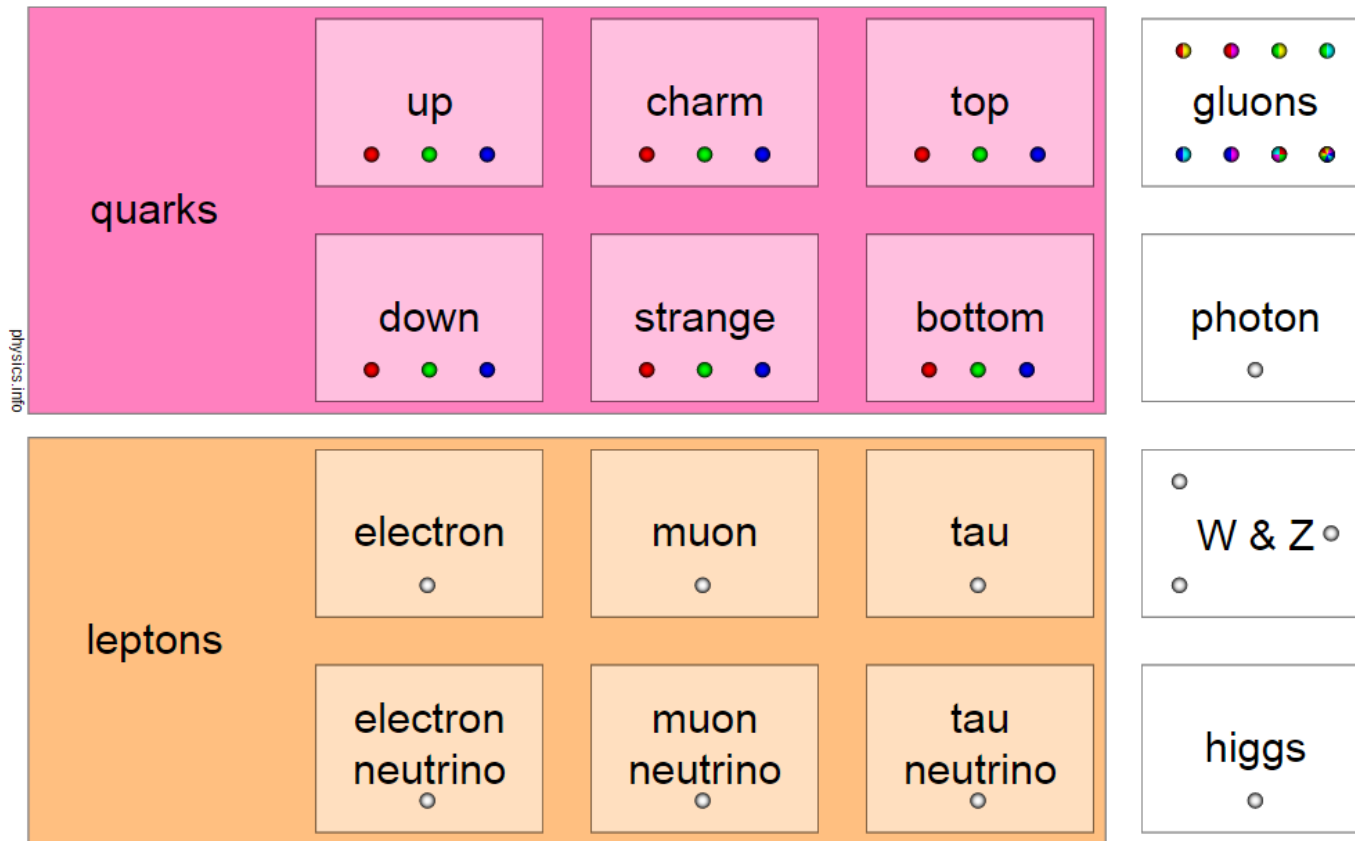 up
charm
top
gluons
quarks
down
strange
bottom
photon
physics.info
electron
muon
tau
W & Z
leptons
electron
neutrino
muon
neutrino
tau
neutrino
higgs